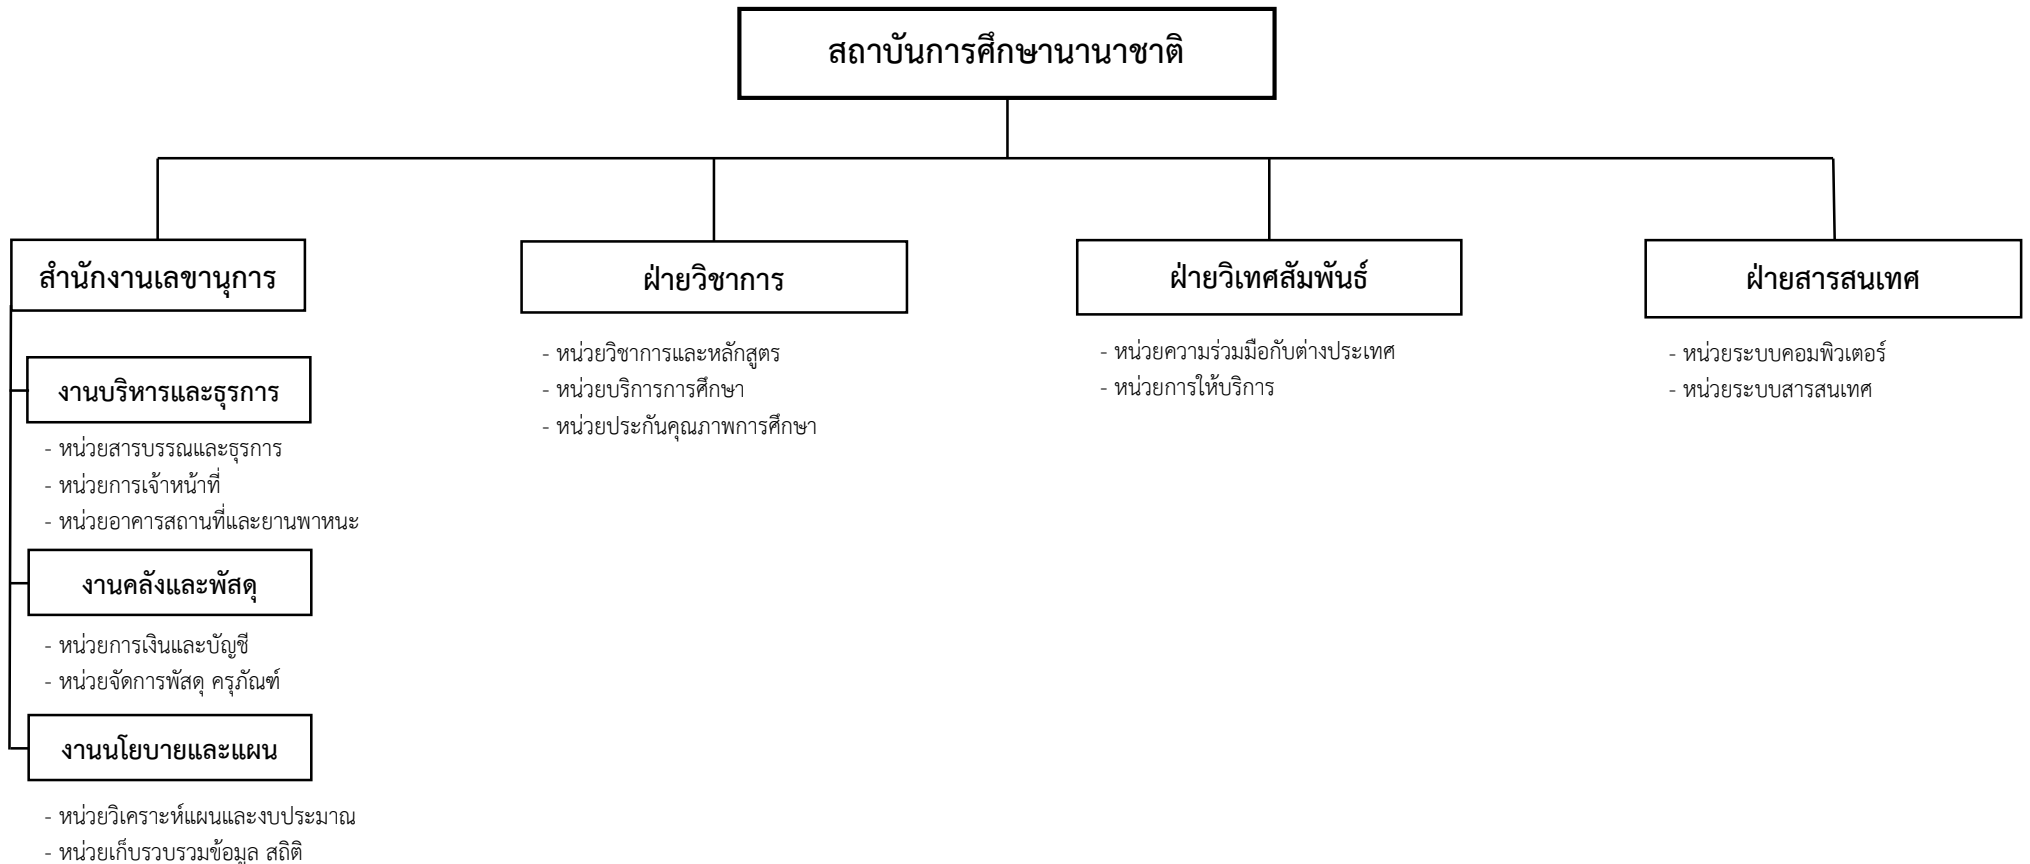 สถาบันการศึกษานานาชาติ
สำนักงานเลขานุการ
งานบริหารและธุรการ
- หน่วยสารบรรณและธุรการ
- หน่วยการเจ้าหน้าที่
- หน่วยอาคารสถานที่และยานพาหนะ
งานคลังและพัสดุ
- หน่วยการเงินและบัญชี
- หน่วยจัดการพัสดุ ครุภัณฑ์
งานนโยบายและแผน
- หน่วยวิเคราะห์แผนและงบประมาณ
- หน่วยเก็บรวบรวมข้อมูล สถิติ
ฝ่ายวิชาการ
- หน่วยวิชาการและหลักสูตร
- หน่วยบริการการศึกษา
- หน่วยประกันคุณภาพการศึกษา
ฝ่ายวิเทศสัมพันธ์
- หน่วยความร่วมมือกับต่างประเทศ
- หน่วยการให้บริการ
ฝ่ายสารสนเทศ
- หน่วยระบบคอมพิวเตอร์
- หน่วยระบบสารสนเทศ